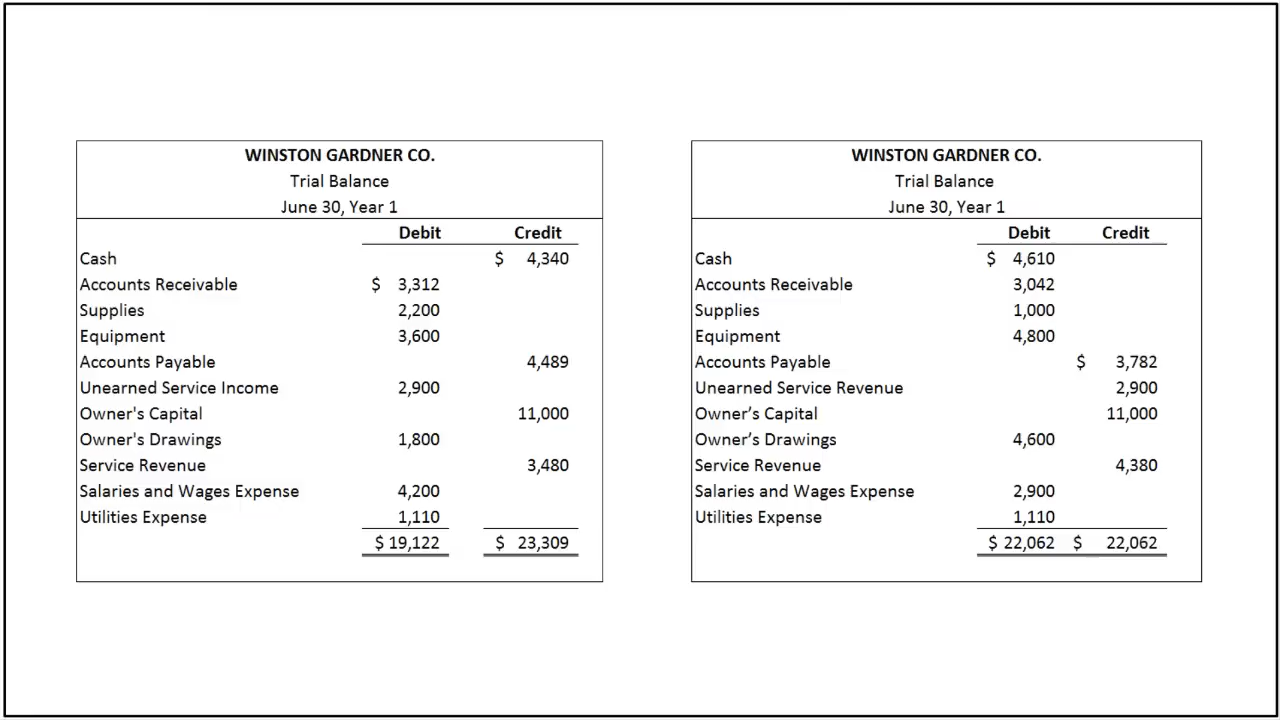 WINSTON GARDNER CO.
Trial Balance
June 30, Year 1
Debit Credit
Cash $ 4,340
Accounts Receivable $ 3,312
Supplies 2,200
Equipment 3,600
Accounts Payable 4,489
Unearned Service Income 2,900
Owner's Capital 11,000
Owner's Drawings 1,800
Service Revenue 3,480
Salaries and Wages Expense 4,200
Utilities Expense 1,110
$ 19,122 $ 23,309
WINSTON GARDNER CO.
Trial Balance
June 30, Year 1
Debit Credit
Cash $ 4,610
Accounts Receivable 3,042
Supplies 1,000
Equipment 4,800
Accounts Payable $ 3,782
Unearned Service Revenue 2,900
Owner’s Capital 11,000
Owner’s Drawings 4,600
Service Revenue 4,380
Salaries and Wages Expense 2,900
Utilities Expense 1,110
$ 22,062 $ 22,062